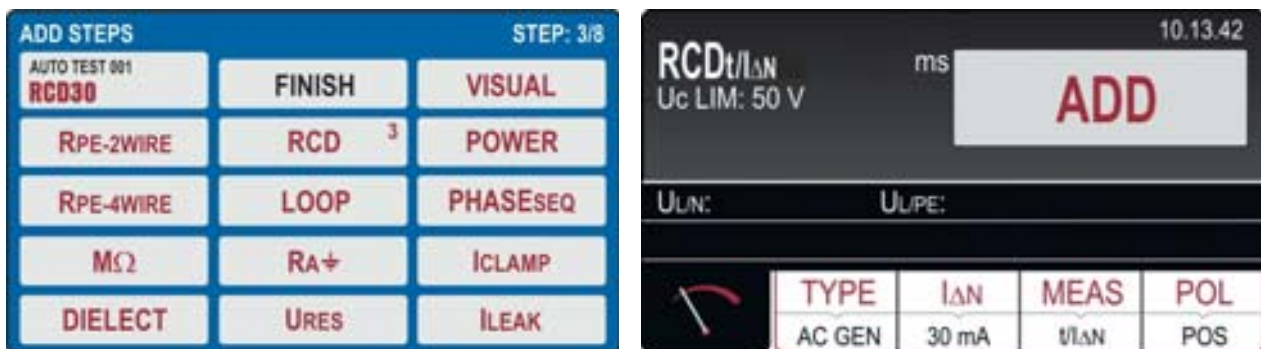 ADD STEPS STEP: 3/8
AUTO TEST 001
RCD30 FINISH VISUAL
RPE-2WIRE RCD 3 POWER
RPE-4WIRE LOOP PHASESEQ
MΩ RA⏚ ICLAMP
DIELECT URES ILEAK
10.13.42
RCDt/IΔN ms ADD
Uc LIM: 50 V
UL/N: UL/PE:
TYPE IΔN MEAS POL
AC GEN 30 mA t/IΔN POS